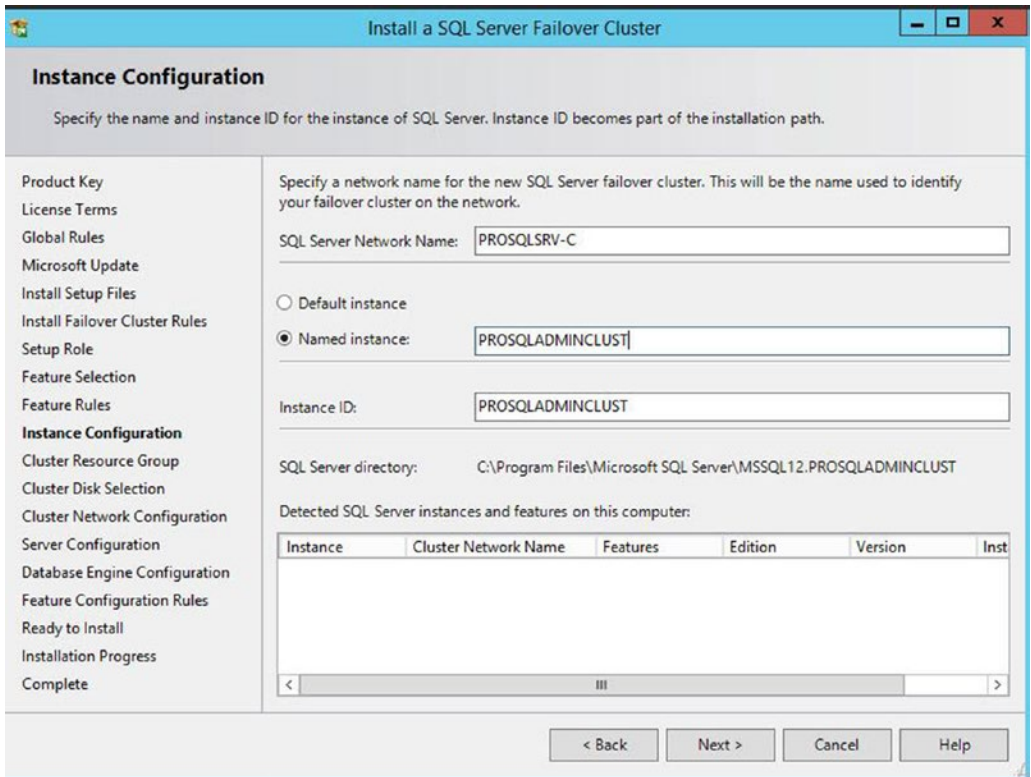 Install a SQL Server Failover Cluster
Instance Configuration
Specify the name and instance ID for the instance of SQL Server. Instance ID becomes part of the installation path.
Product Key
License Terms
Global Rules
Microsoft Update
Install Setup Files
Install Failover Cluster Rules
Setup Role
Feature Selection
Feature Rules
Instance Configuration
Cluster Resource Group
Cluster Disk Selection
Cluster Network Configuration
Server Configuration
Database Engine Configuration
Feature Configuration Rules
Ready to Install
Installation Progress
Complete
Specify a network name for the new SQL Server failover cluster. This will be the name used to identify
your failover cluster on the network.
SQL Server Network Name: PROSQLSRV-C
Default instance
Named instance: PROSQLADMINCLUST
Instance ID: PROSQLADMINCLUST
SQL Server directory: C:\Program Files\Microsoft SQL Server\MSSQL12.PROSQLADMINCLUST
Detected SQL Server instances and features on this computer:
Instance Cluster Network Name Features Edition Version Inst
< Back Next > Cancel Help